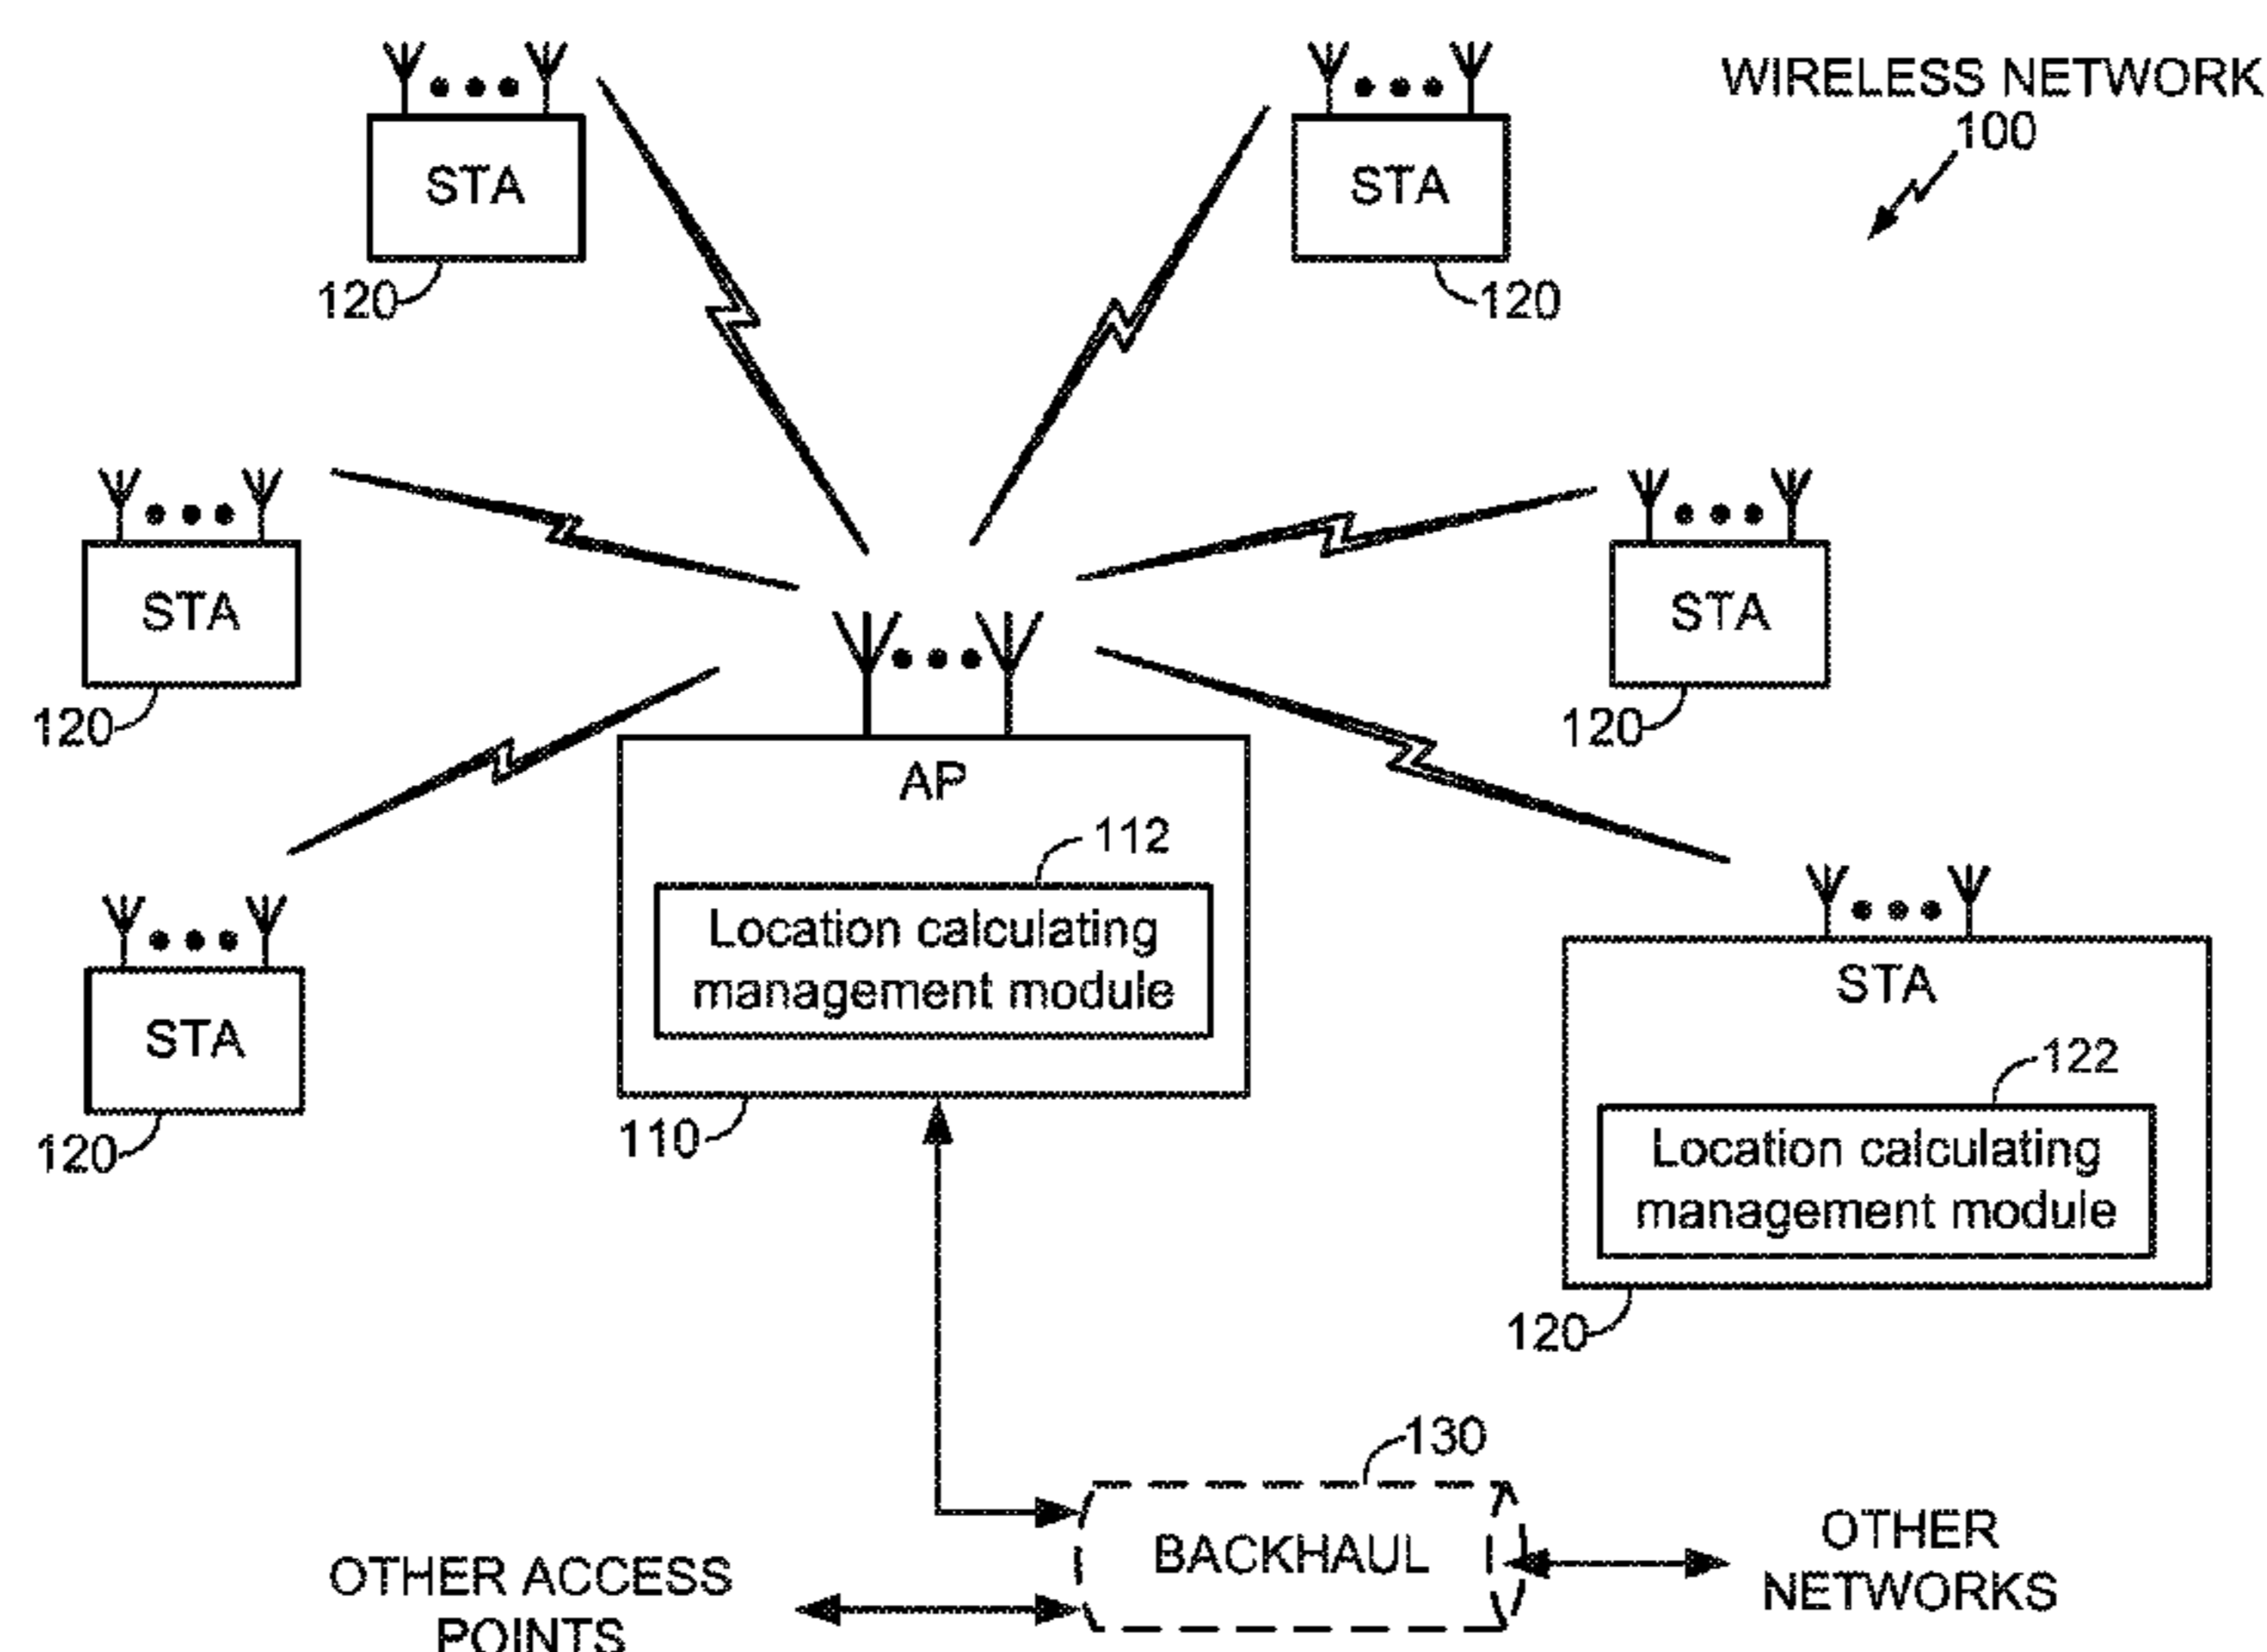 WIRELESS NETWORK
100
STA
120
STA
120
STA
120
STA
120
AP
112
Location calculating
management module
110
STA
120
STA
122
Location calculating
management module
120
130
BACKHAUL
OTHER
NETWORKS
OTHER ACCESS
POINTS